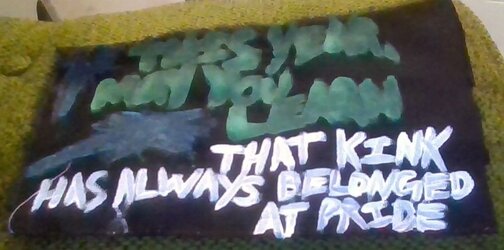 THIS YEAR,
MAY YOU
LEARN
THAT KINK
HAS ALWAYS BELONGED
AT PRIDE